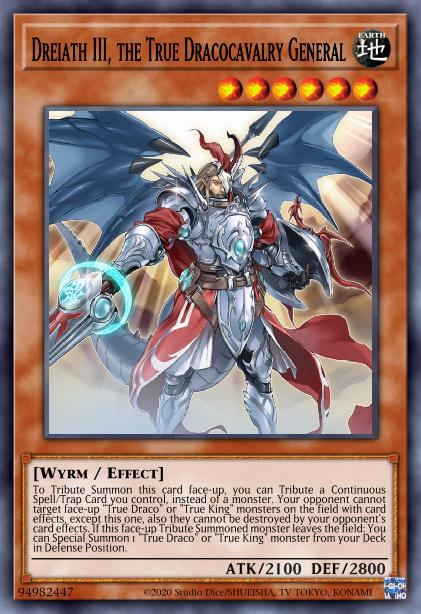 DREIATH III, THE TRUE DRACOCAVALRY GENERAL
EARTH
地
[WYRM / EFFECT]
To Tribute Summon this card face-up, you can Tribute a Continuous
Spell/Trap Card you control, instead of a monster. Your opponent cannot
target face-up "True Draco" or "True King" monsters on the field with card
effects, except this one, also they cannot be destroyed by your opponent's
card effects. If this face-up Tribute Summoned monster leaves the field: You
can Special Summon 1 "True Draco" or "True King" monster from your Deck
in Defense Position.
ATK/2100 DEF/2800
94982447
©2020 Studio Dice/SHUEISHA, TV TOKYO, KONAMI